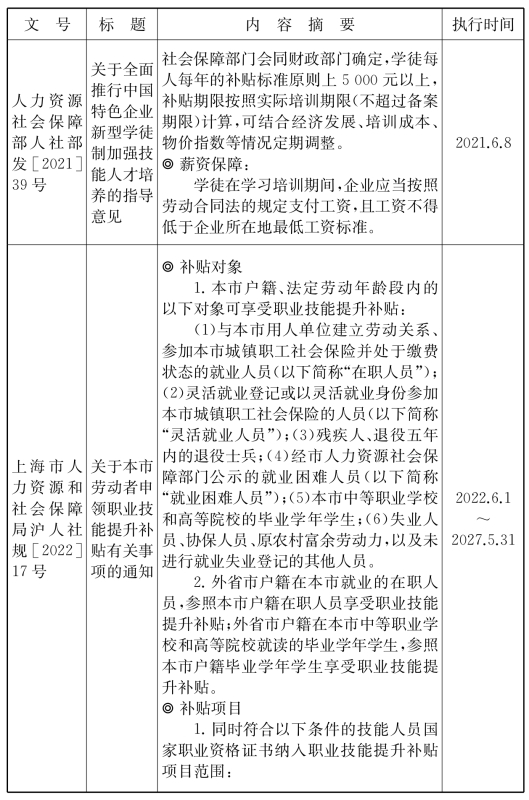 文 号
标 题
内 容 摘 要
执行时间
人力资源
社会保障
部人社部
发［2021］
39号
关于全面
推行中国
特色企业
新型学徒
制加强技
能人才培
养的指导
意见
社会保障部门会同财政部门确定，学徒每
人每年的补贴标准原则上5 000元以上，
补贴期限按照实际培训期限（不超过备案
期限）计算，可结合经济发展、培训成本、
物价指数等情况定期调整。
◎ 薪资保障：
学徒在学习培训期间，企业应当按照
劳动合同法的规定支付工资，且工资不得
低于企业所在地最低工资标准。
2021.6.8
上海市人
力资源和
社会保障
局沪人社
规［2022］
17号
关于本市
劳动者申
领职业技
能提升补
贴有关事
项的通知
◎ 补贴对象
1. 本市户籍、法定劳动年龄段内的
以下对象可享受职业技能提升补贴：
（1）与本市用人单位建立劳动关系、
参加本市城镇职工社会保险并处于缴费
状态的就业人员（以下简称“在职人员”）；
（2）灵活就业登记或以灵活就业身份参加
本市城镇职工社会保险的人员（以下简称
“灵活就业人员”）；（3）残疾人、退役五年
内的退役士兵；（4）经市人力资源社会保
障部门公示的就业困难人员（以下简称
“就业困难人员”）；（5）本市中等职业学校
和高等院校的毕业学年学生；（6）失业人
员、协保人员、原农村富余劳动力，以及未
进行就业失业登记的其他人员。
2. 外省市户籍在本市就业的在职人
员，参照本市户籍在职人员享受职业技能
提升补贴；外省市户籍在本市中等职业学
校和高等院校就读的毕业学年学生，参照
本市户籍毕业学年学生享受职业技能提
升补贴。
◎ 补贴项目
1. 同时符合以下条件的技能人员国
家职业资格证书纳入职业技能提升补贴
项目范围：
2022.6.1
～
2027.5.31